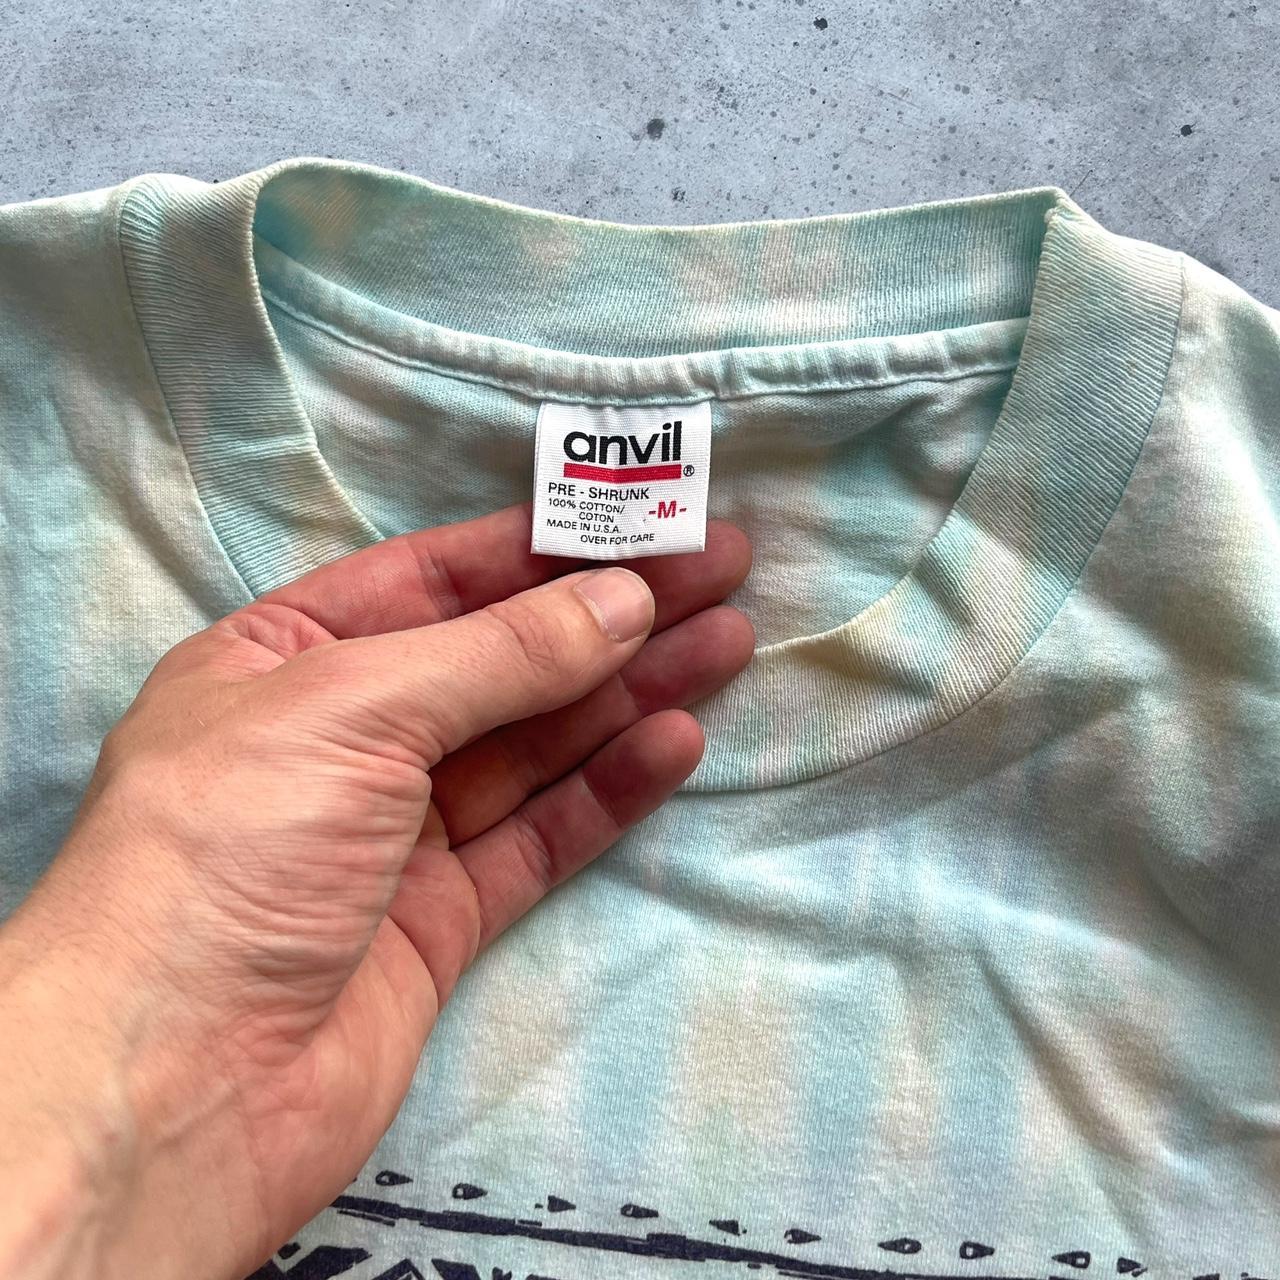 anvil®
PRE - SHRUNK
100% COTTON/
COTON
-M-
MADE IN U.S.A.
OVER FOR CARE